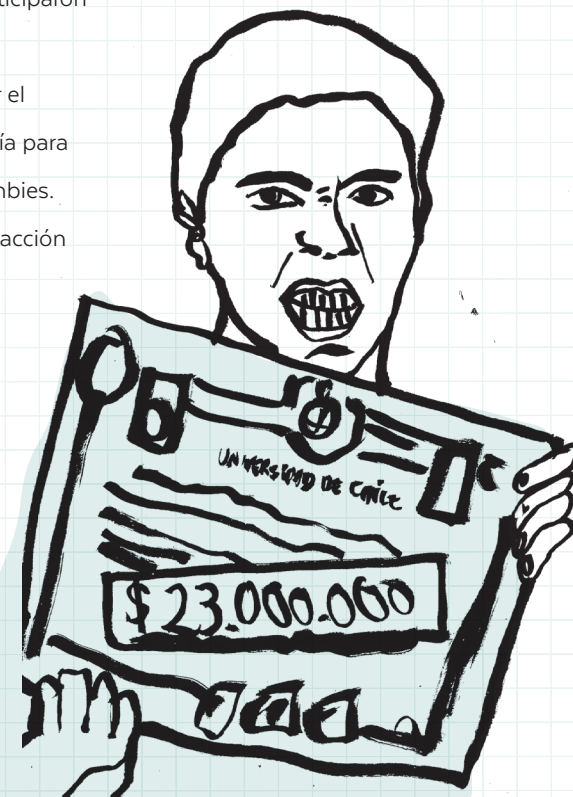 ticiparon
r el
ía para
mbies.
acción
UNIVERSIDAD DE CHILE
$ 23.000.000